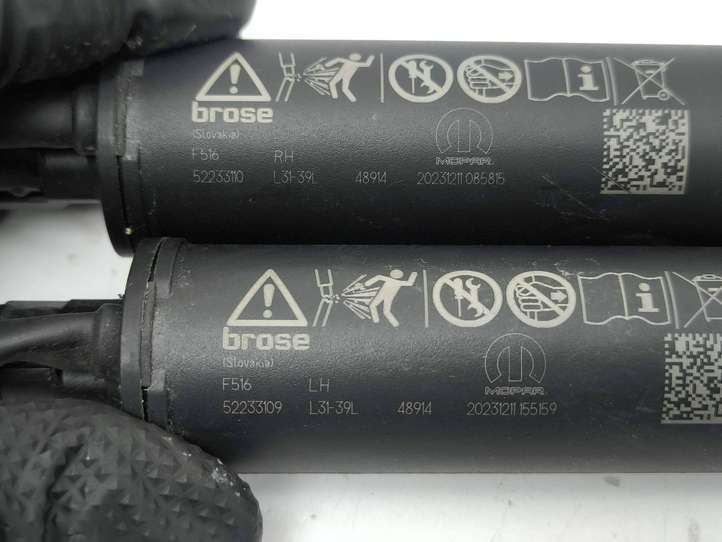 brose
(Slovakia)
F516 RH
MOPAR
52233110 L31-39L 48914 20231211 085815
brose
(Slovakia)
F516 LH
MOPAR
52233109 L31-39L 48914 20231211 155159